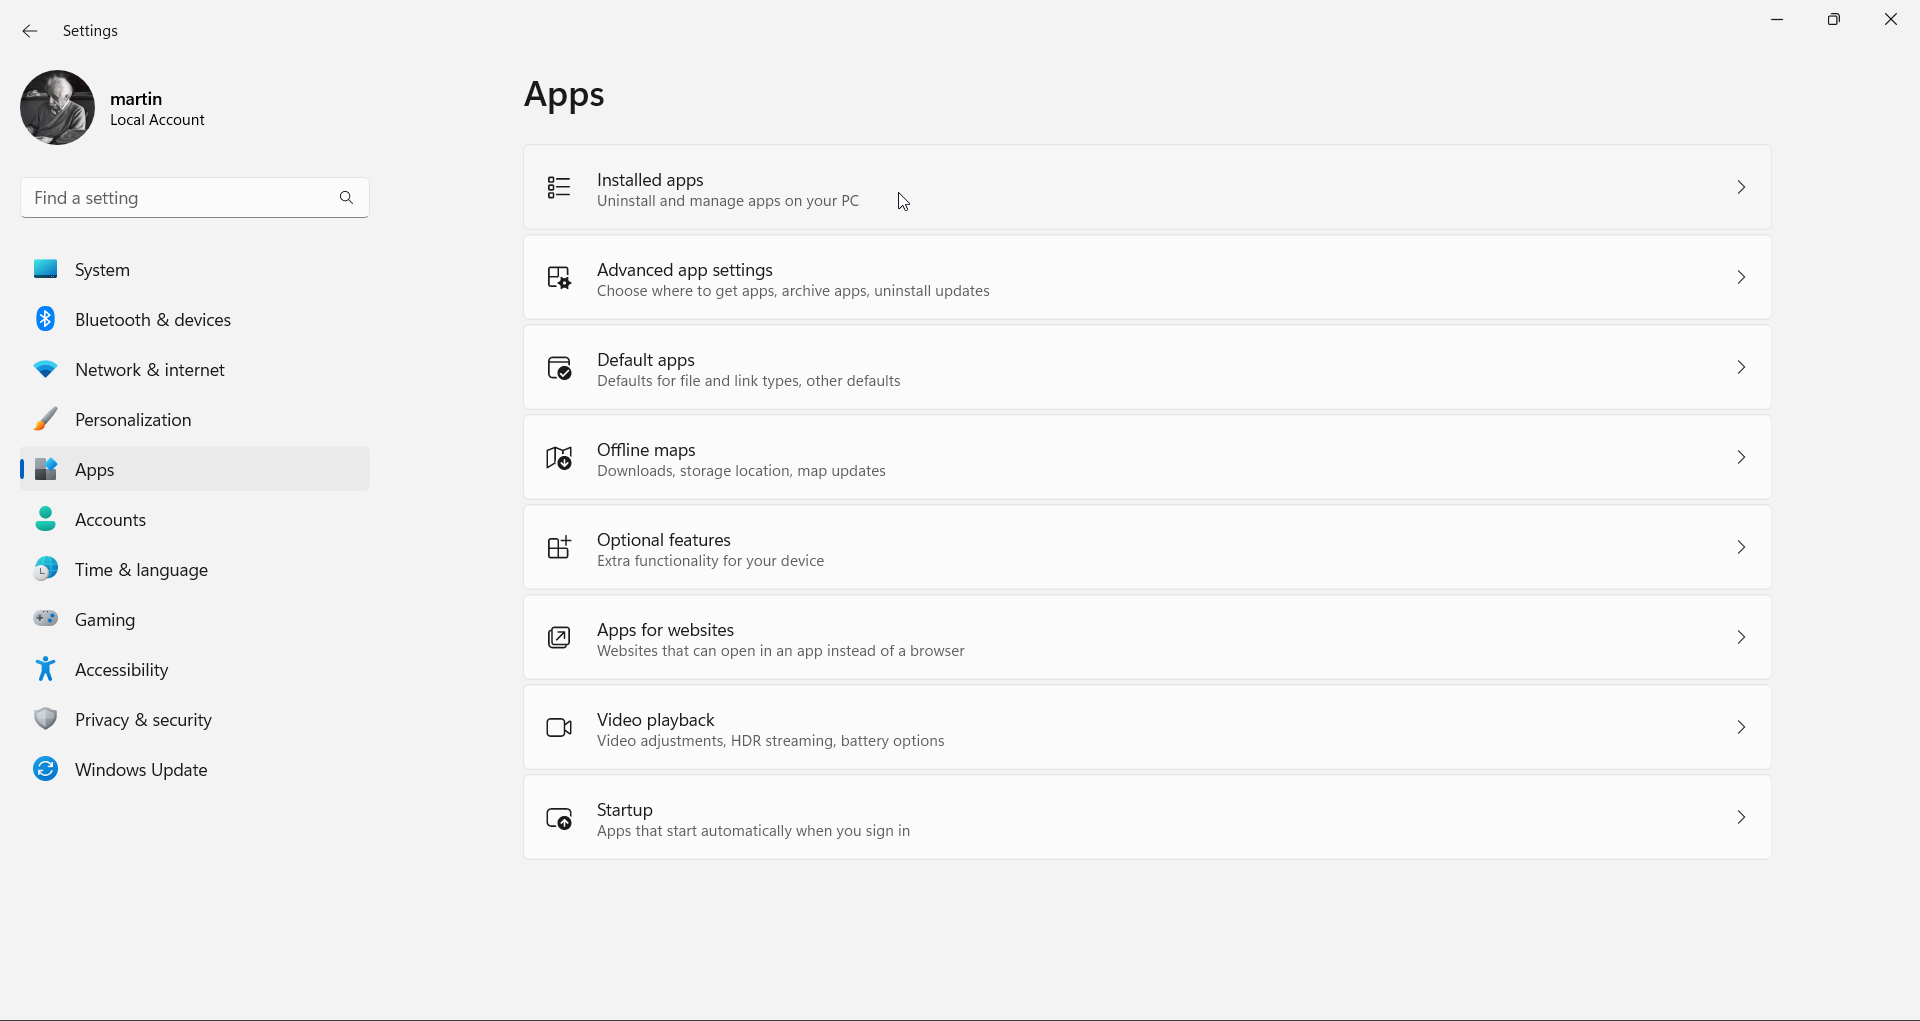 Settings
martin
Local Account
Find a setting
System
Bluetooth & devices
Network & internet
Personalization
Apps
Accounts
Time & language
Gaming
Accessibility
Privacy & security
Windows Update
Apps
Installed apps
Uninstall and manage apps on your PC
Advanced app settings
Choose where to get apps, archive apps, uninstall updates
Default apps
Defaults for file and link types, other defaults
Offline maps
Downloads, storage location, map updates
Optional features
Extra functionality for your device
Apps for websites
Websites that can open in an app instead of a browser
Video playback
Video adjustments, HDR streaming, battery options
Startup
Apps that start automatically when you sign in